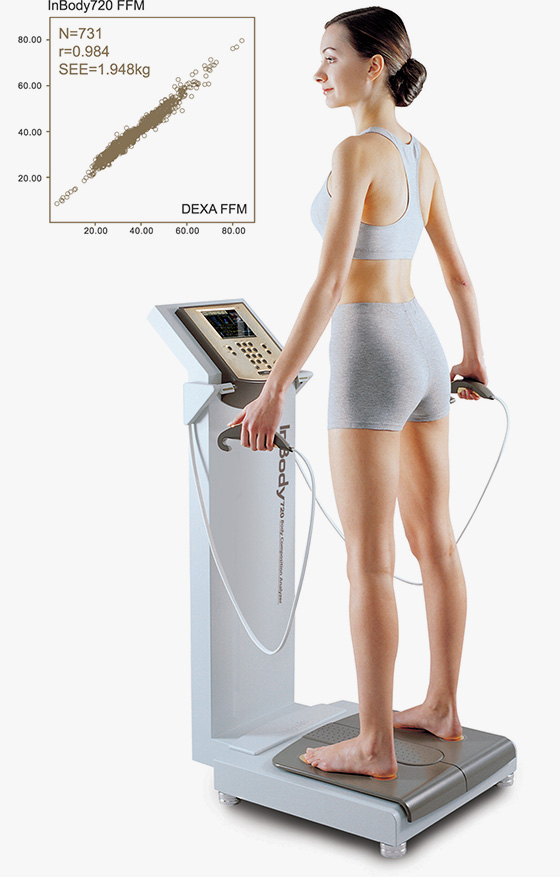 InBody720 FFM
N=731
r=0.984
SEE=1.948kg
80.00
60.00
40.00
20.00
DEXA FFM
20.00
40.00
60.00
80.00
InBody720 Body Composition Analyzer